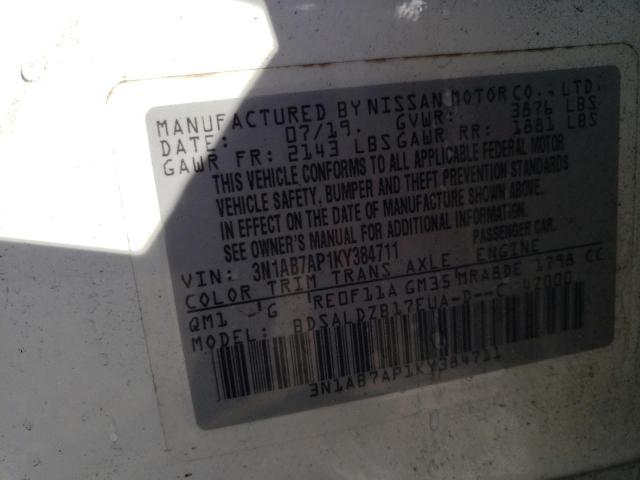 MANUFACTURED BY NISSAN MOTOR CO., LTD.
DATE: 07/19. GVWR: 3876 LBS
GAWR FR: 2143 LBS GAWR RR: 1881 LBS
THIS VEHICLE CONFORMS TO ALL APPLICABLE FEDERAL MOTOR
VEHICLE SAFETY, BUMPER AND THEFT PREVENTION STANDARDS
IN EFFECT ON THE DATE OF MANUFACTURE SHOWN ABOVE.
SEE OWNER'S MANUAL FOR ADDITIONAL INFORMATION.
VIN: 3N1AB7AP1KY384711 PASSENGER CAR.
COLOR TRIM TRANS AXLE ENGINE
QM1 G RE0F11A GM35 MRA8DE 1798 CC
MODEL: BDSALDZB17EUA-D--C 42000
3N1AB7AP1KY384711